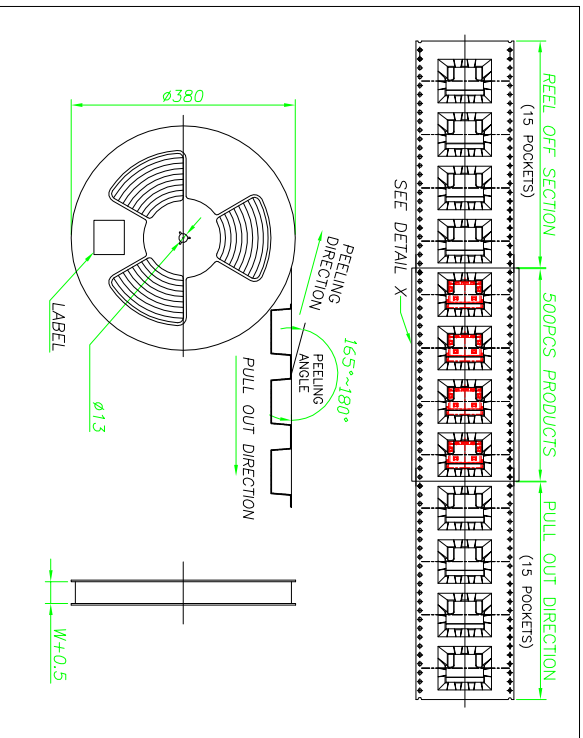 REEL OFF SECTION
(15 POCKETS)
500PCS PRODUCTS
PULL OUT DIRECTION
(15 POCKETS)
SEE DETAIL X
ø380
PEELING
DIRECTION
165°~180°
PEELING
ANGLE
PULL OUT DIRECTION
LABEL
ø13
W+0.5